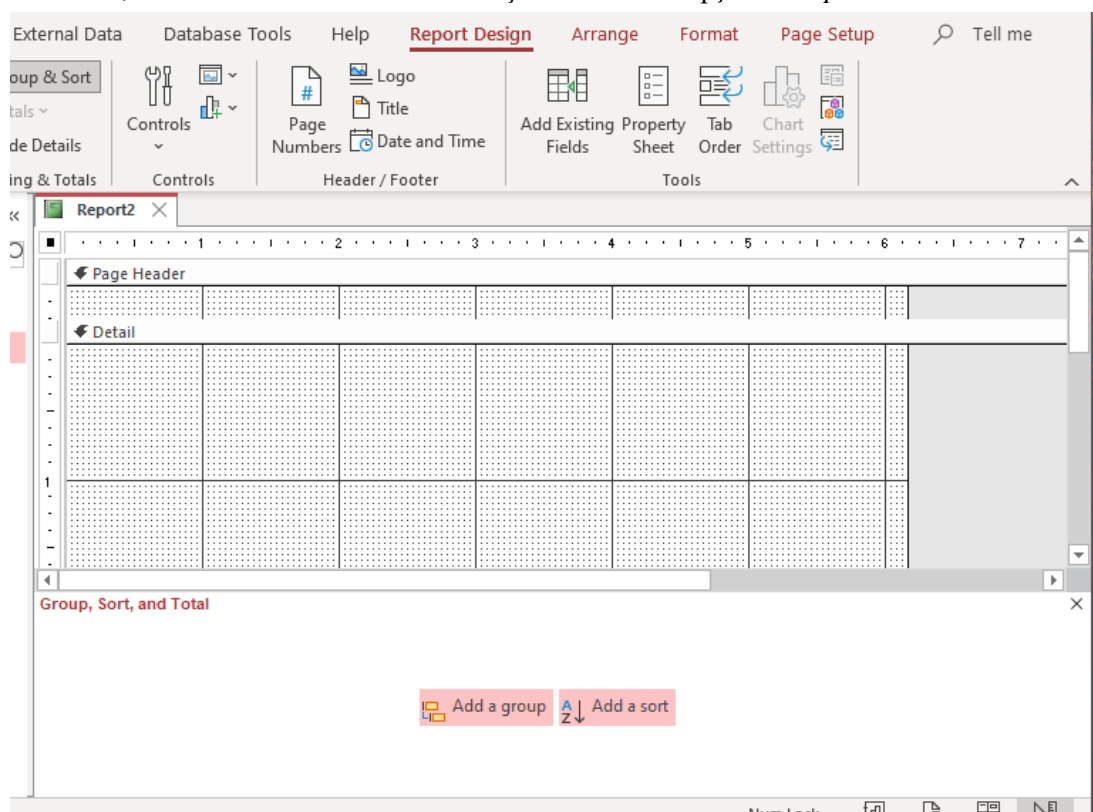 External Data Database Tools Help Report Design Arrange Format Page Setup Tell me
oup & Sort
tals
de Details
ing & Totals
Controls
Controls
Page Numbers
Logo
Title
Date and Time
Header / Footer
Add Existing Fields
Property Sheet
Tab Order
Chart Settings
Tools
Report2
1 2 3 4 5 6 7
Page Header
Detail
1
Group, Sort, and Total
Add a group
Add a sort